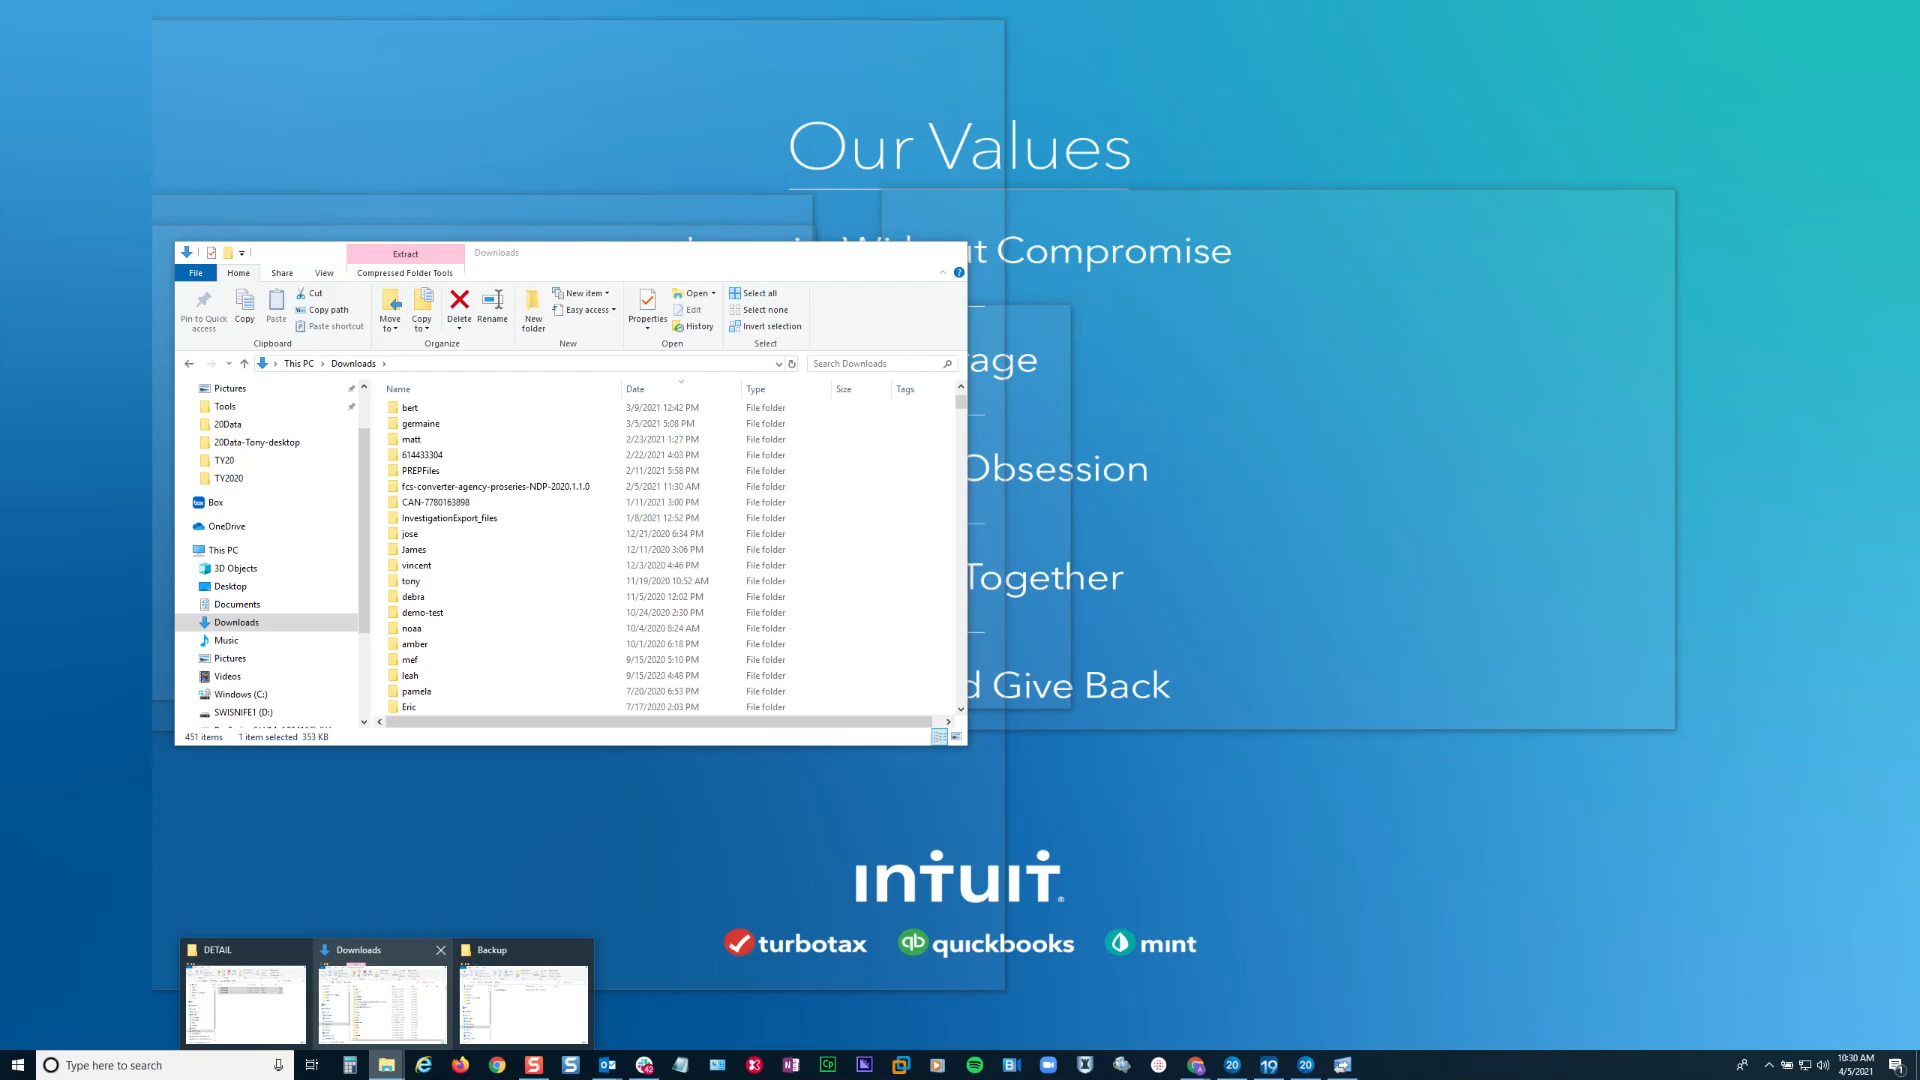 Our Values
t Compromise
age
Obsession
Together
d Give Back
Extract
Downloads
File
Home
Share
View
Compressed Folder Tools
Pin to Quick access
Copy
Paste
Cut
Copy path
Paste shortcut
Clipboard
Move to
Copy to
Delete
Rename
Organize
New folder
New item
Easy access
New
Properties
Open
Edit
History
Open
Select all
Select none
Invert selection
Select
This PC
Downloads
Search Downloads
Pictures
Tools
20Data
20Data-Tony-desktop
TY20
TY2020
Box
OneDrive
This PC
3D Objects
Desktop
Documents
Downloads
Music
Pictures
Videos
Windows (C:)
SWISNIFE1 (D:)
Name Date Type Size Tags
bert 3/9/2021 12:42 PM File folder
germaine 3/5/2021 5:08 PM File folder
matt 2/23/2021 1:27 PM File folder
614433304 2/22/2021 4:03 PM File folder
PREPFiles 2/11/2021 5:58 PM File folder
fcs-converter-agency-proseries-NDP-2020.1.1.0 2/5/2021 11:30 AM File folder
CAN-7780163898 1/11/2021 3:00 PM File folder
InvestigationExport_files 1/8/2021 12:52 PM File folder
jose 12/21/2020 6:34 PM File folder
James 12/11/2020 3:06 PM File folder
vincent 12/3/2020 4:46 PM File folder
tony 11/19/2020 10:52 AM File folder
debra 11/5/2020 12:02 PM File folder
demo-test 10/24/2020 2:30 PM File folder
noaa 10/4/2020 8:24 AM File folder
amber 10/1/2020 6:18 PM File folder
mef 9/15/2020 5:10 PM File folder
leah 9/15/2020 4:48 PM File folder
pamela 7/20/2020 6:53 PM File folder
Eric 7/17/2020 2:03 PM File folder
451 items 1 item selected 353 KB
intuit
turbotax
qb quickbooks
mint
DETAIL
Downloads
Backup
Type here to search
42
20
19
20
10:30 AM
4/5/2021
1